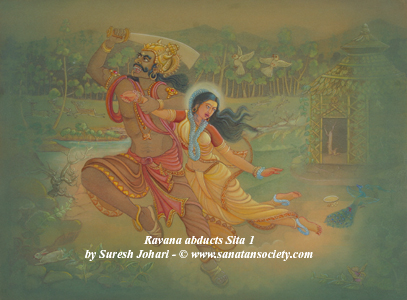 Ravana abducts Sita 1
by Suresh Johari - © www.sanatansociety.com